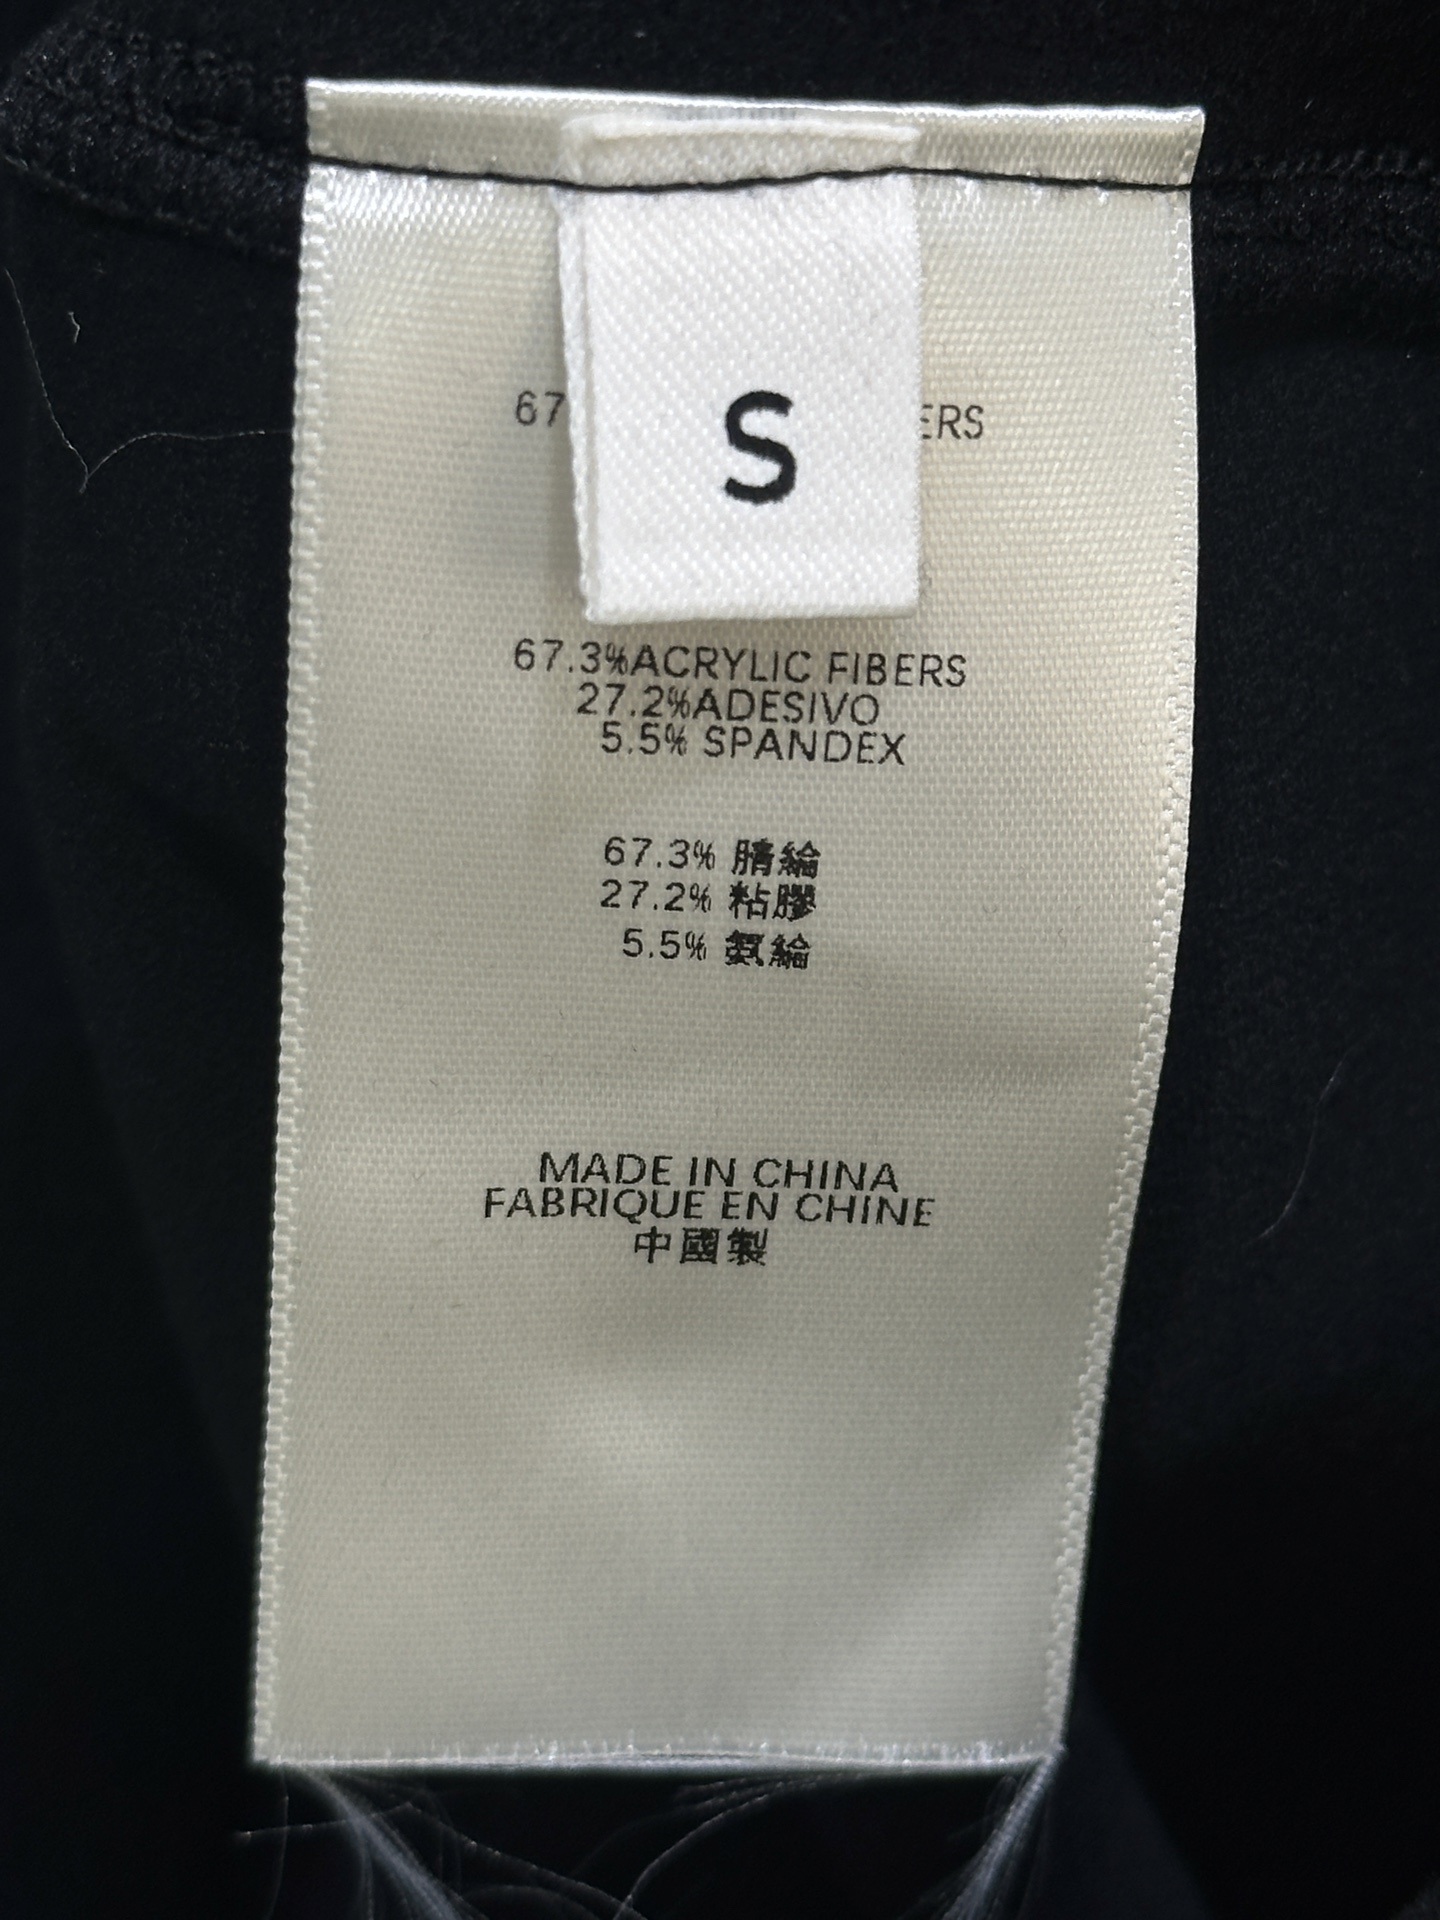 S
67
ERS
67.3%ACRYLIC FIBERS
27.2%ADESIVO
5.5% SPANDEX
67.3% 腈綸
27.2% 粘膠
5.5% 氨綸
MADE IN CHINA
FABRIQUE EN CHINE
中國製